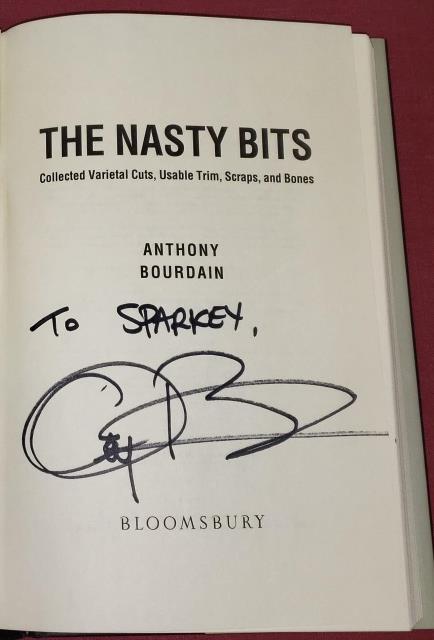 THE NASTY BITS
Collected Varietal Cuts, Usable Trim, Scraps, and Bones
ANTHONY
BOURDAIN
To SPARKEY,
BLOOMSBURY